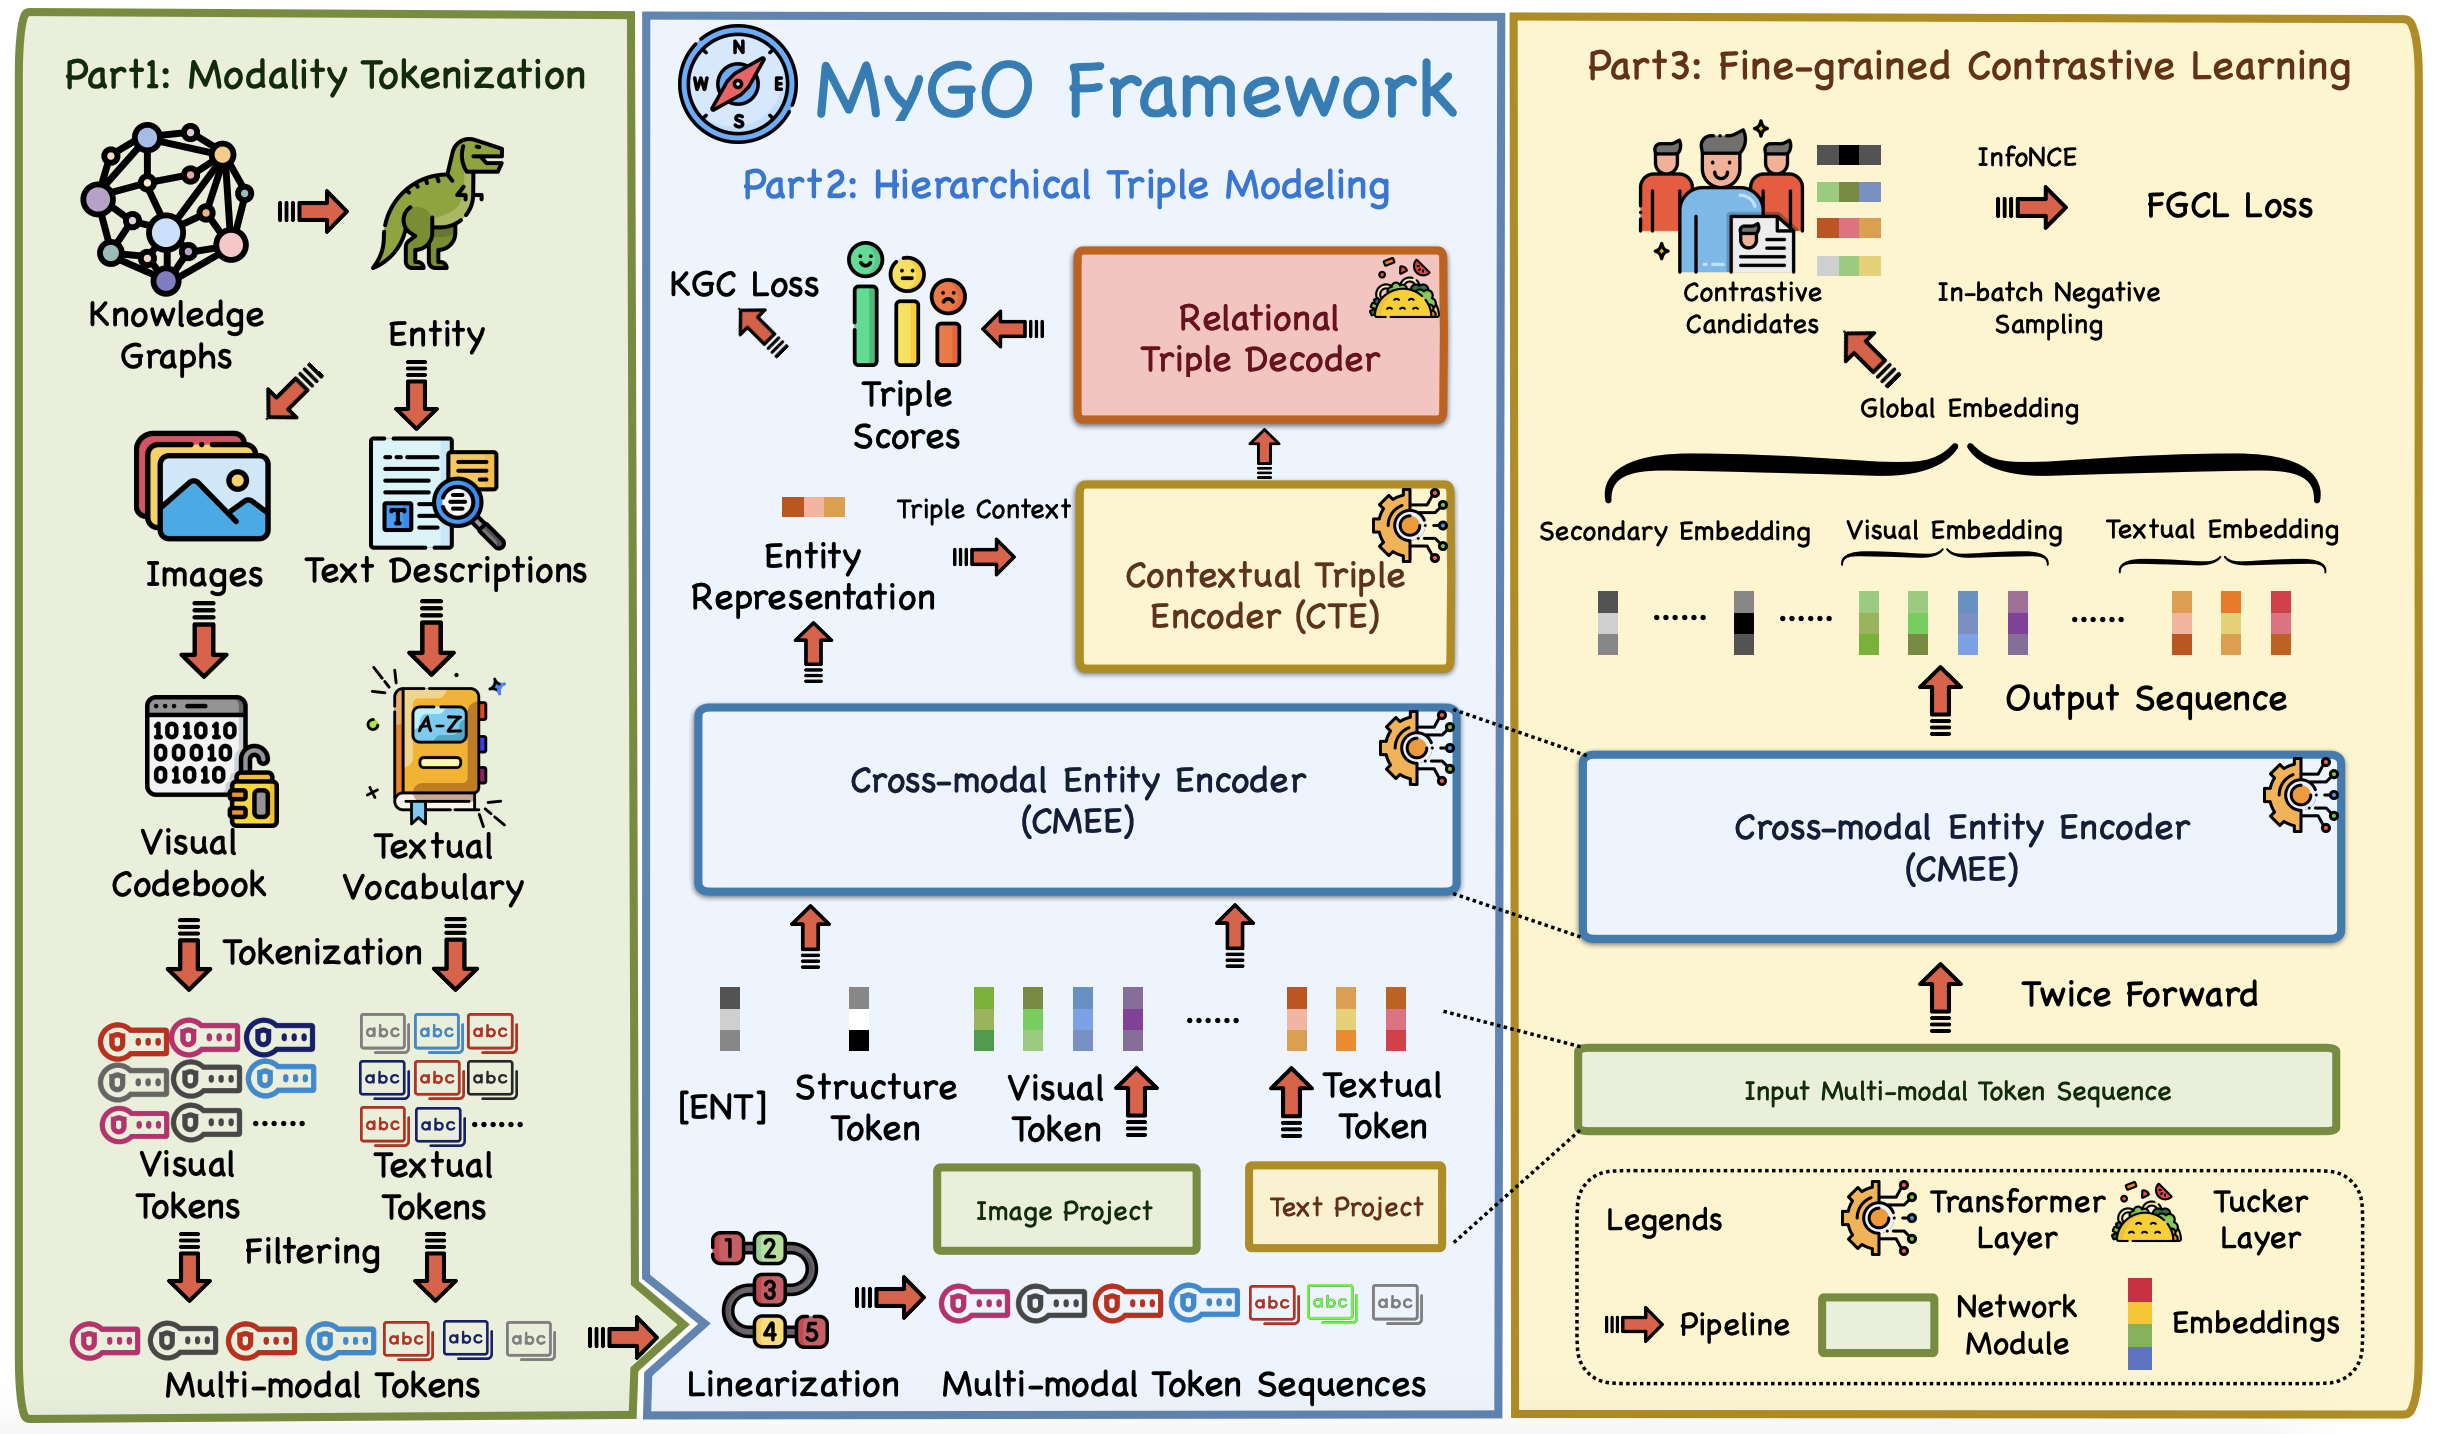 Part1: Modality Tokenization
Knowledge
Graphs
Entity
Images
Text Descriptions
T
101010
00010
01010
A-Z
Visual
Codebook
Textual
Vocabulary
Tokenization
abc abc abc
abc abc abc
abc abc ......
......
Visual
Tokens
Textual
Tokens
Filtering
abc abc abc
Multi-modal Tokens
N
W E
S
MyGO Framework
Part2: Hierarchical Triple Modeling
KGC Loss
Triple
Scores
Relational
Triple Decoder
Entity
Representation
Triple Context
Contextual Triple
Encoder (CTE)
Cross-modal Entity Encoder
(CMEE)
......
[ENT]
Structure
Token
Visual
Token
Textual
Token
Image Project
Text Project
1 2
3
4 5
Linearization
abc abc abc
Multi-modal Token Sequences
Part3: Fine-grained Contrastive Learning
Contrastive
Candidates
InfoNCE
FGCL Loss
In-batch Negative
Sampling
Global Embedding
Secondary Embedding
Visual Embedding
Textual Embedding
...... ...... ......
Output Sequence
Cross-modal Entity Encoder
(CMEE)
Twice Forward
Input Multi-modal Token Sequence
Legends
Transformer
Layer
Tucker
Layer
Pipeline
Network
Module
Embeddings